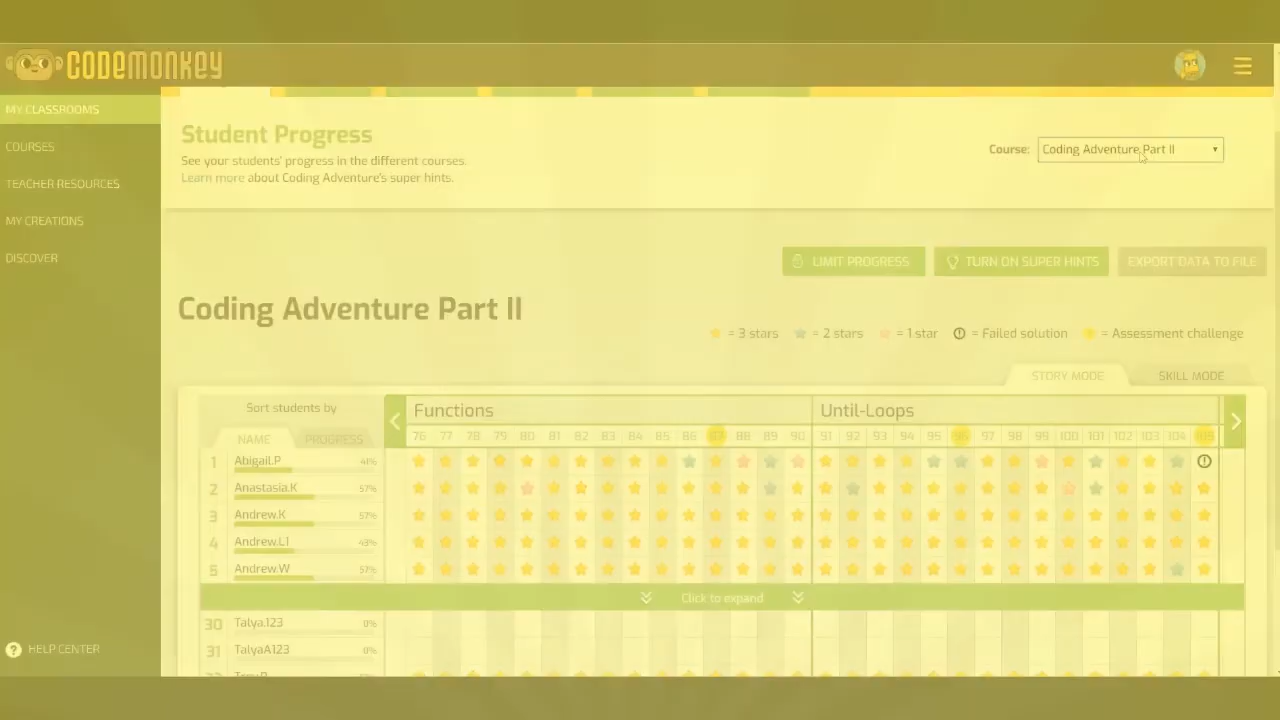 CODEMONKEY
MY CLASSROOMS
COURSES
TEACHER RESOURCES
MY CREATIONS
DISCOVER
HELP CENTER
Student Progress
See your students' progress in the different courses.
Learn more about Coding Adventure's super hints.
Course: Coding Adventure Part II
LIMIT PROGRESS TURN ON SUPER HINTS EXPORT DATA TO FILE
Coding Adventure Part II
= 3 stars = 2 stars = 1 star = Failed solution = Assessment challenge
STORY MODE SKILL MODE
Sort students by
NAME PROGRESS
Functions Until-Loops
76 77 78 79 80 81 82 83 84 85 86 87 88 89 90 91 92 93 94 95 96 97 98 99 100 101 102 103 104 105
1 Abigail.P 41%
2 Anastasia.K 57%
3 Andrew.K 57%
4 Andrew.L1 43%
5 Andrew.W 57%
Click to expand
30 Talya.123 0%
31 TalyaA123 0%